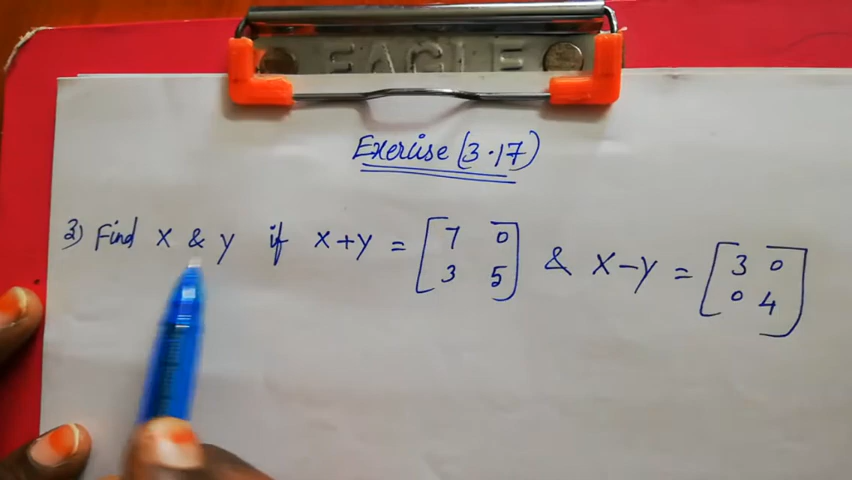 EAGLE
Exercise (3.17)
3) Find X & Y if X+Y = [7 0 & X-Y = [3 0
3 5] 0 4]